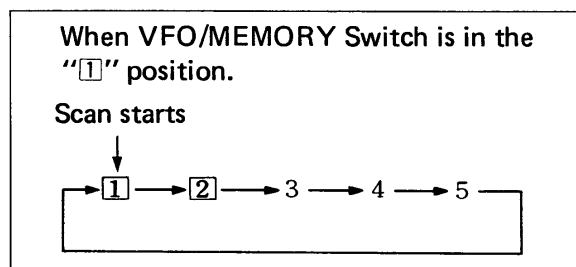 When VFO/MEMORY Switch is in the
“1” position.
Scan starts
1 2 3 4 5